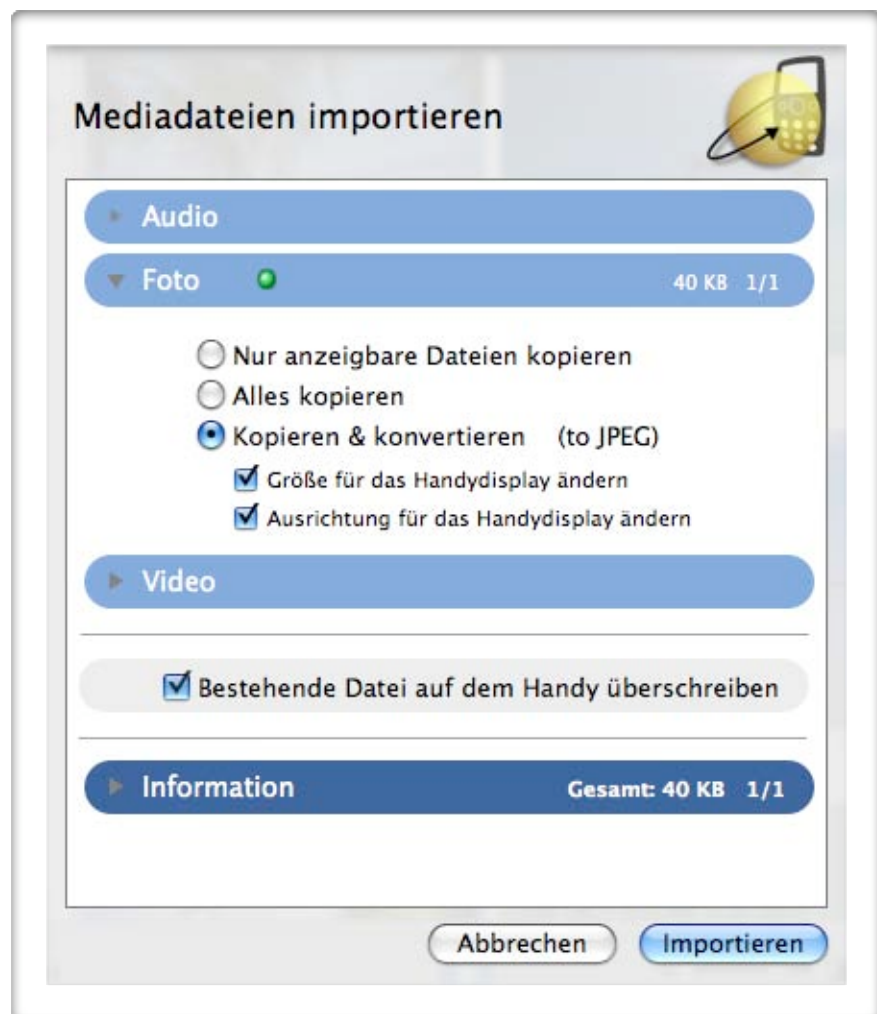 Mediadateien importieren
Audio
Foto 40 KB 1/1
Nur anzeigbare Dateien kopieren
Alles kopieren
Kopieren & konvertieren (to JPEG)
Größe für das Handydisplay ändern
Ausrichtung für das Handydisplay ändern
Video
Bestehende Datei auf dem Handy überschreiben
Information Gesamt: 40 KB 1/1
Abbrechen Importieren